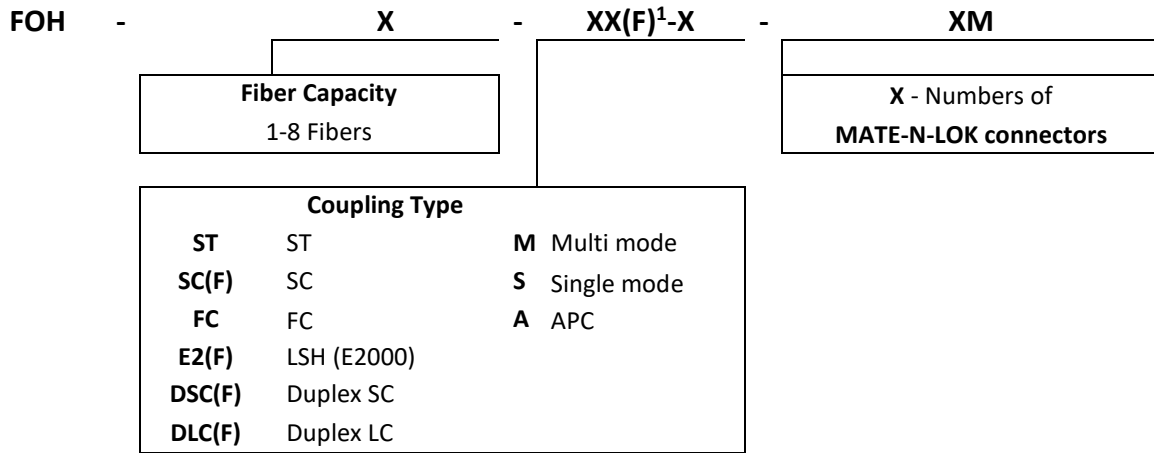 FOH - X - XX(F)¹-X - XM
Fiber Capacity
1-8 Fibers
X - Numbers of
MATE-N-LOK connectors
Coupling Type
ST ST M Multi mode
SC(F) SC S Single mode
FC FC A APC
E2(F) LSH (E2000)
DSC(F) Duplex SC
DLC(F) Duplex LC